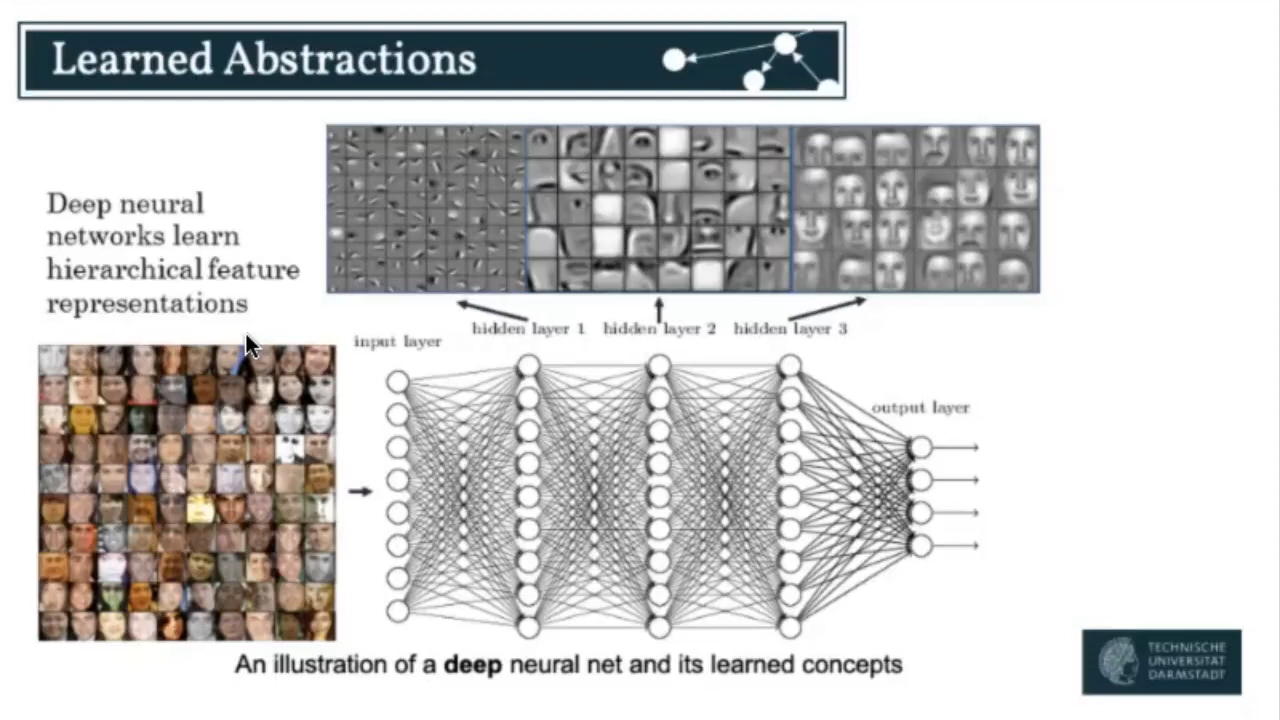 Learned Abstractions
Deep neural
networks learn
hierarchical feature
representations
hidden layer 1
hidden layer 2
hidden layer 3
input layer
output layer
An illustration of a deep neural net and its learned concepts
TECHNISCHE
UNIVERSITAT
DARMSTADT